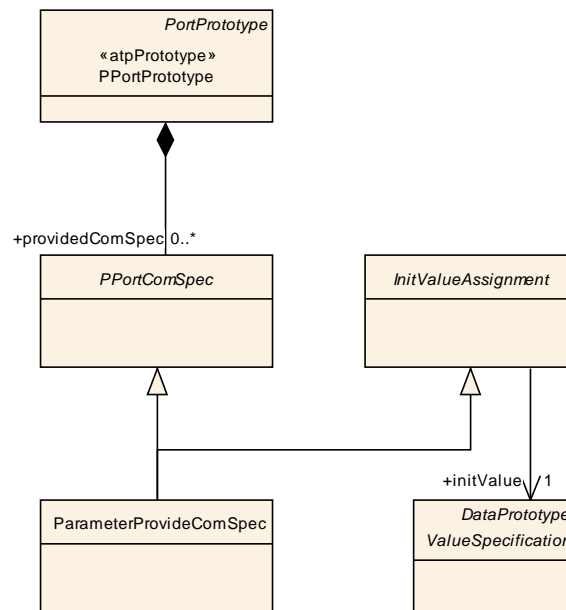 PortPrototype
«atpPrototype»
PPortPrototype
+providedComSpec 0..*
PPortComSpec
InitValueAssignment
+initValue 1
ParameterProvideComSpec
DataPrototype
ValueSpecification